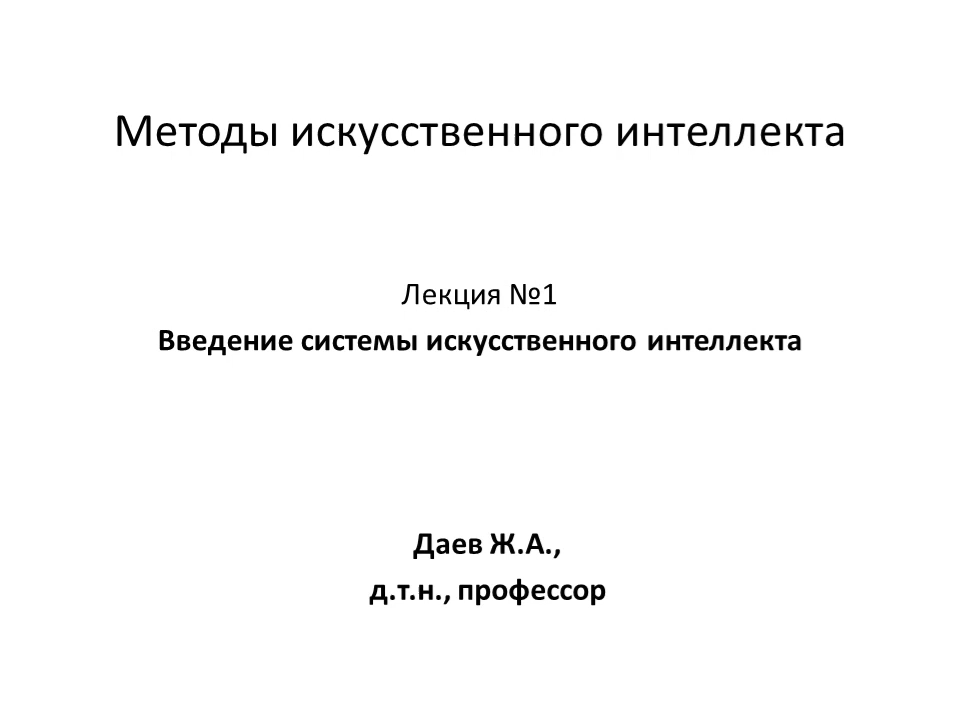 Методы искусственного интеллекта
Лекция №1
Введение системы искусственного интеллекта
Даев Ж.А.,
д.т.н., профессор